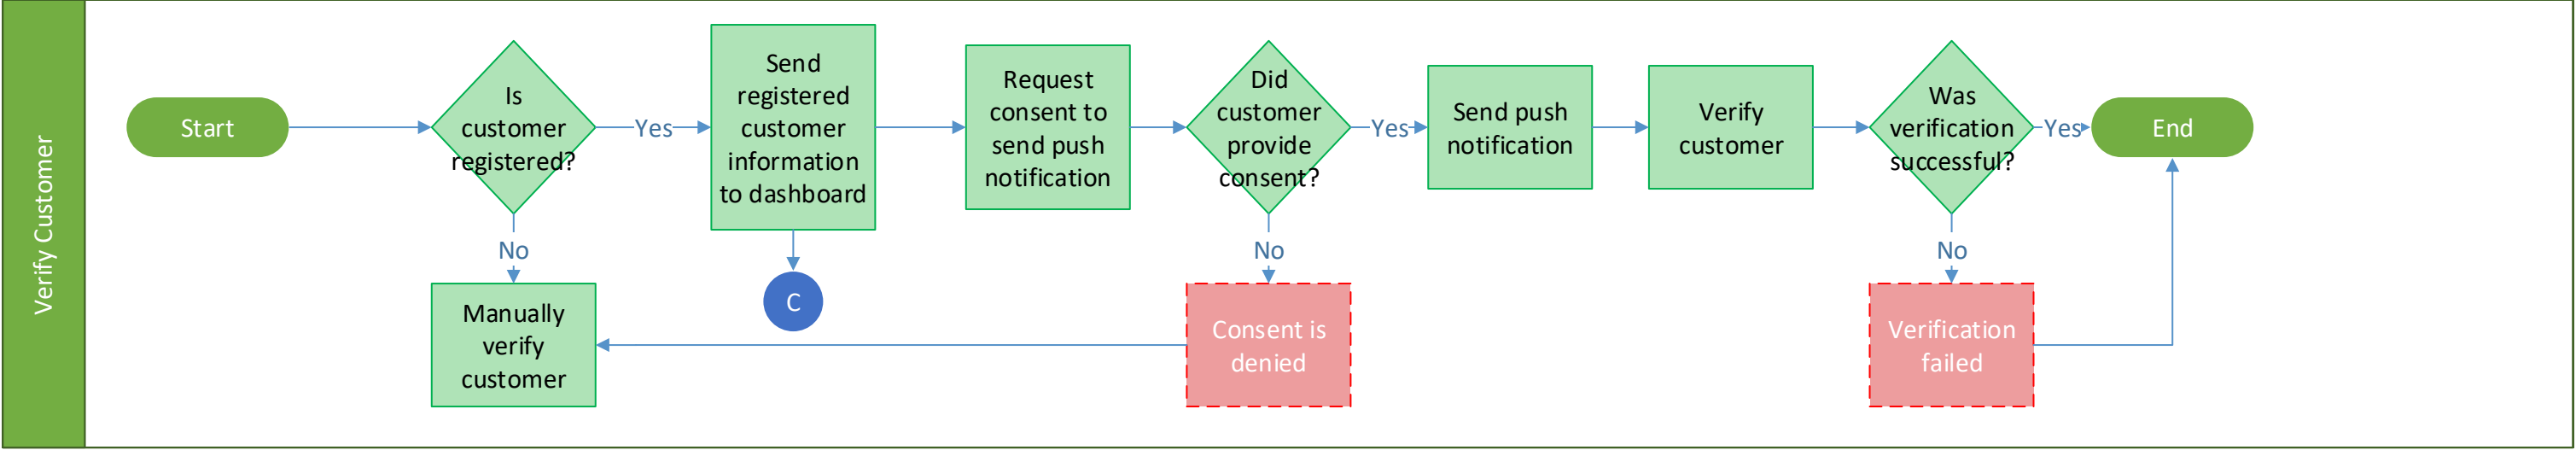 Verify Customer
Start
Is
customer
registered?
Yes
No
Manually
verify
customer
Send
registered
customer
information
to dashboard
C
Request
consent to
send push
notification
Did
customer
provide
consent?
Yes
No
Consent is
denied
Send push
notification
Verify
customer
Was
verification
successful?
Yes
No
Verification
failed
End